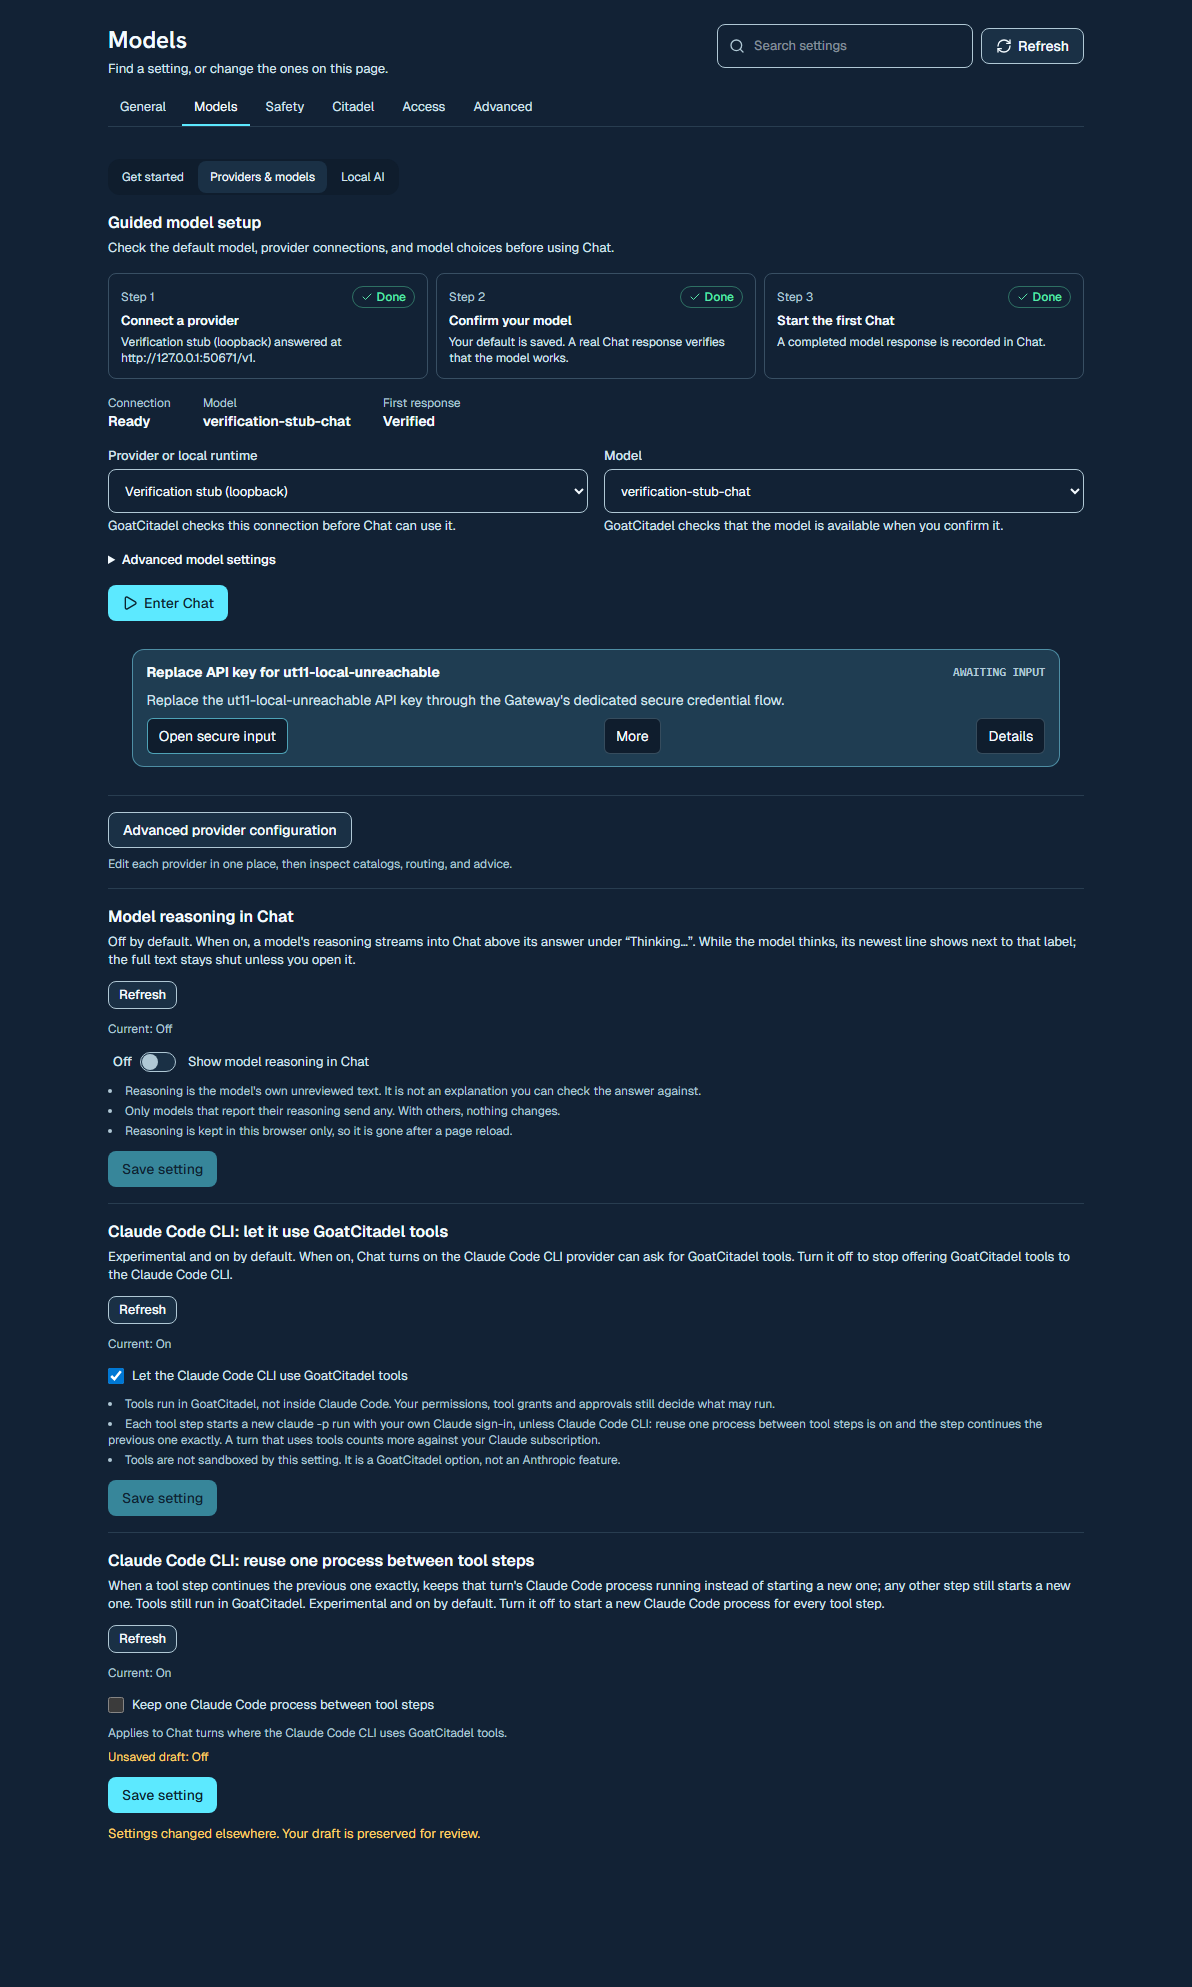 Models
Find a setting, or change the ones on this page.
Search settings
Refresh
General
Models
Safety
Citadel
Access
Advanced
Get started
Providers & models
Local AI
Guided model setup
Check the default model, provider connections, and model choices before using Chat.
Step 1
Done
Connect a provider
Verification stub (loopback) answered at
http://127.0.0.1:50671/v1.
Step 2
Done
Confirm your model
Your default is saved. A real Chat response verifies
that the model works.
Step 3
Done
Start the first Chat
A completed model response is recorded in Chat.
Connection
Ready
Model
verification-stub-chat
First response
Verified
Provider or local runtime
Verification stub (loopback)
GoatCitadel checks this connection before Chat can use it.
Model
verification-stub-chat
GoatCitadel checks that the model is available when you confirm it.
Advanced model settings
Enter Chat
Replace API key for ut11-local-unreachable
AWAITING INPUT
Replace the ut11-local-unreachable API key through the Gateway's dedicated secure credential flow.
Open secure input
More
Details
Advanced provider configuration
Edit each provider in one place, then inspect catalogs, routing, and advice.
Model reasoning in Chat
Off by default. When on, a model's reasoning streams into Chat above its answer under “Thinking…”. While the model thinks, its newest line shows next to that label;
the full text stays shut unless you open it.
Refresh
Current: Off
Off
Show model reasoning in Chat
• Reasoning is the model's own unreviewed text. It is not an explanation you can check the answer against.
• Only models that report their reasoning send any. With others, nothing changes.
• Reasoning is kept in this browser only, so it is gone after a page reload.
Save setting
Claude Code CLI: let it use GoatCitadel tools
Experimental and on by default. When on, Chat turns on the Claude Code CLI provider can ask for GoatCitadel tools. Turn it off to stop offering GoatCitadel tools to
the Claude Code CLI.
Refresh
Current: On
Let the Claude Code CLI use GoatCitadel tools
• Tools run in GoatCitadel, not inside Claude Code. Your permissions, tool grants and approvals still decide what may run.
• Each tool step starts a new claude -p run with your own Claude sign-in, unless Claude Code CLI: reuse one process between tool steps is on and the step continues the
previous one exactly. A turn that uses tools counts more against your Claude subscription.
• Tools are not sandboxed by this setting. It is a GoatCitadel option, not an Anthropic feature.
Save setting
Claude Code CLI: reuse one process between tool steps
When a tool step continues the previous one exactly, keeps that turn's Claude Code process running instead of starting a new one; any other step still starts a new
one. Tools still run in GoatCitadel. Experimental and on by default. Turn it off to start a new Claude Code process for every tool step.
Refresh
Current: On
Keep one Claude Code process between tool steps
Applies to Chat turns where the Claude Code CLI uses GoatCitadel tools.
Unsaved draft: Off
Save setting
Settings changed elsewhere. Your draft is preserved for review.